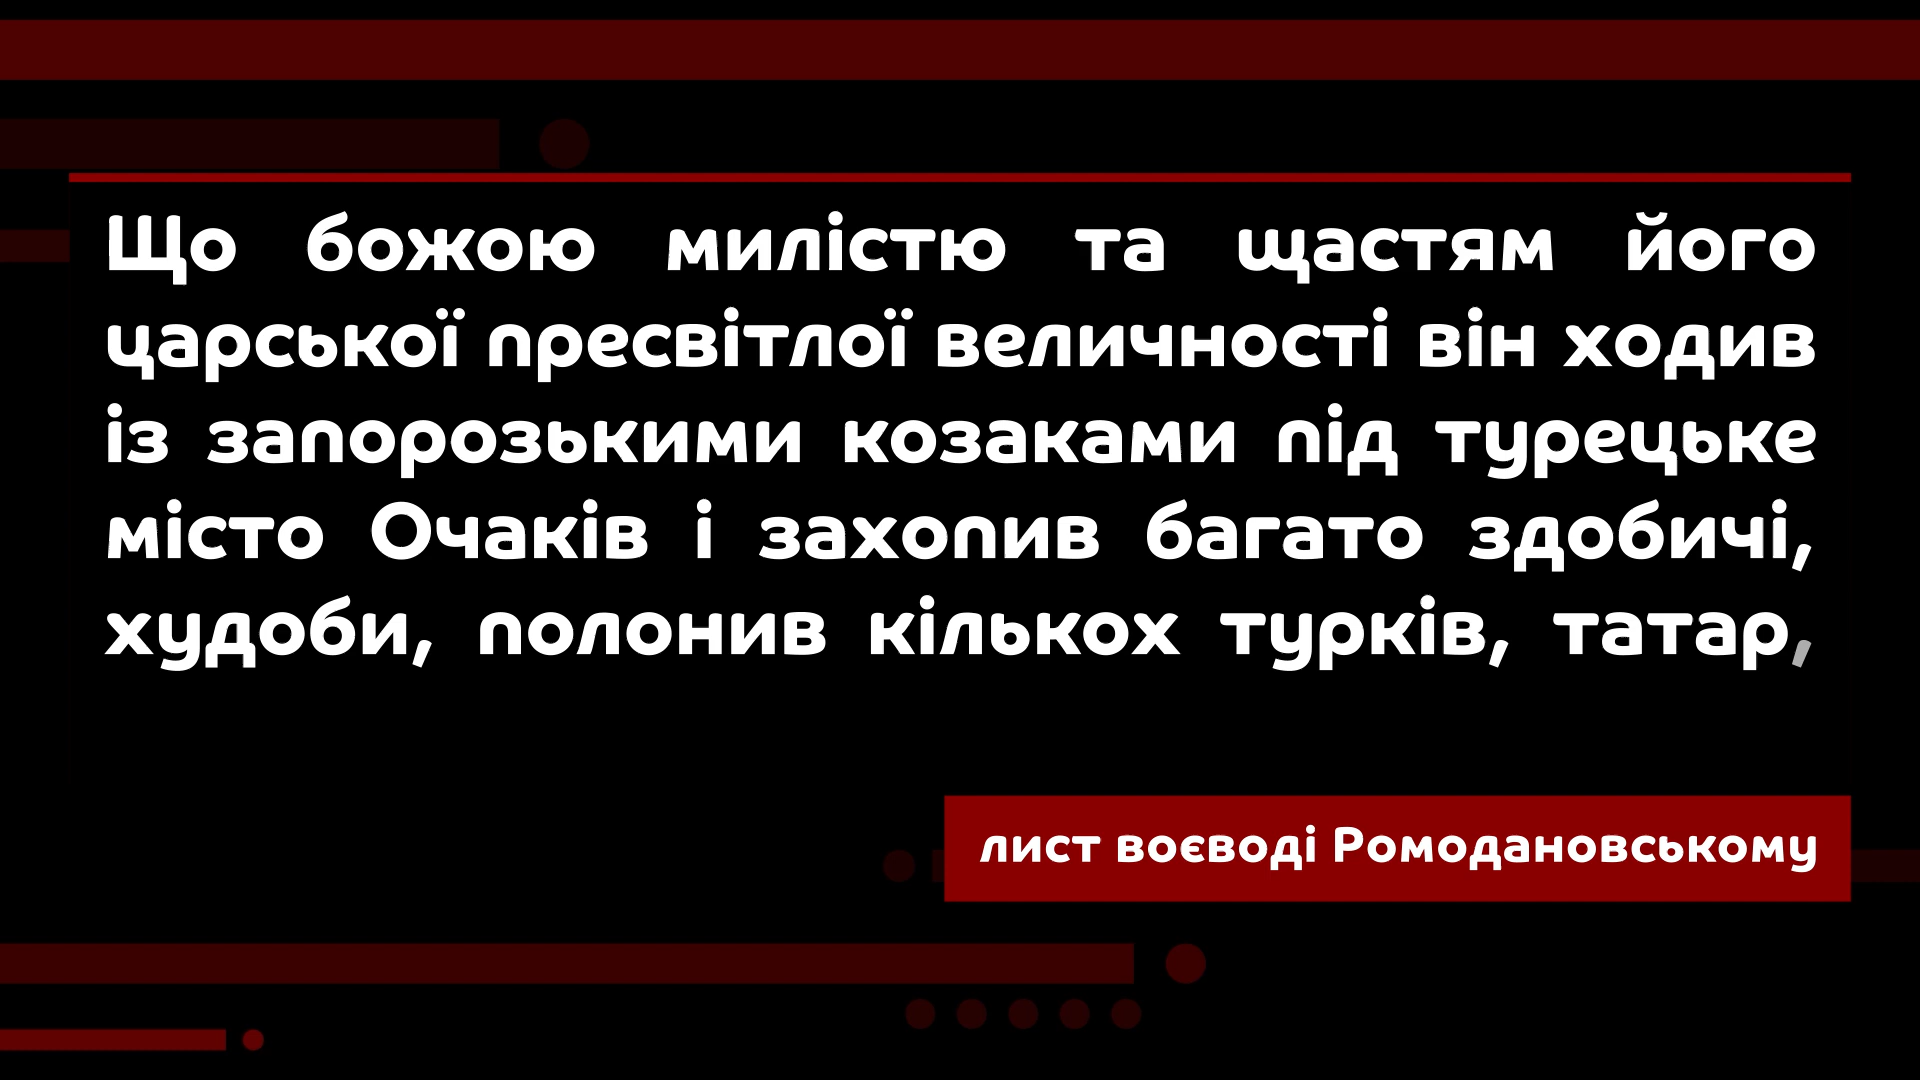 Що божою милістю та щастям його
царської пресвітлої величності він ходив
із запорозькими козаками під турецьке
місто Очаків і захопив багато здобичі,
худоби, полонив кількох турків, татар,
лист воєводі Ромодановському